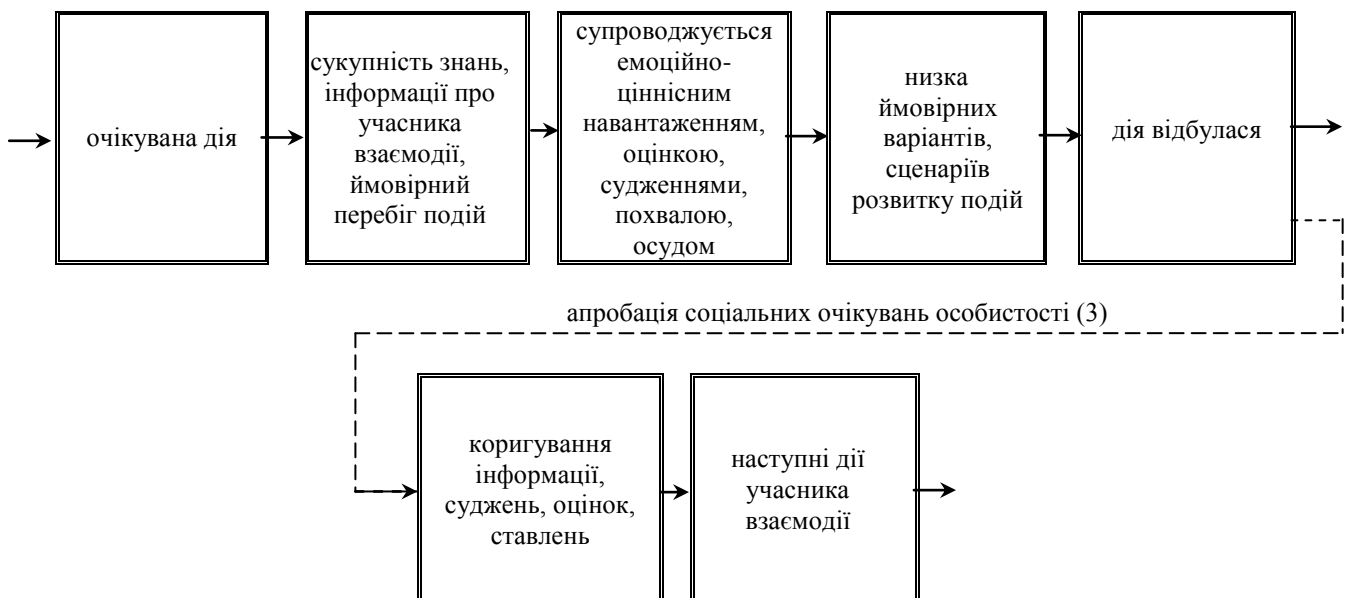 очікувана дія
сукупність знань,
інформації про
учасника
взаємодії,
ймовірний
перебіг подій
супроводжується
емоційно-
ціннісним
навантаженням,
оцінкою,
судженнями,
похвалою,
осудом
низка
ймовірних
варіантів,
сценаріїв
розвитку подій
дія відбулася
апробація соціальних очікувань особистості (3)
коригування
інформації,
суджень, оцінок,
ставлень
наступні дії
учасника
взаємодії